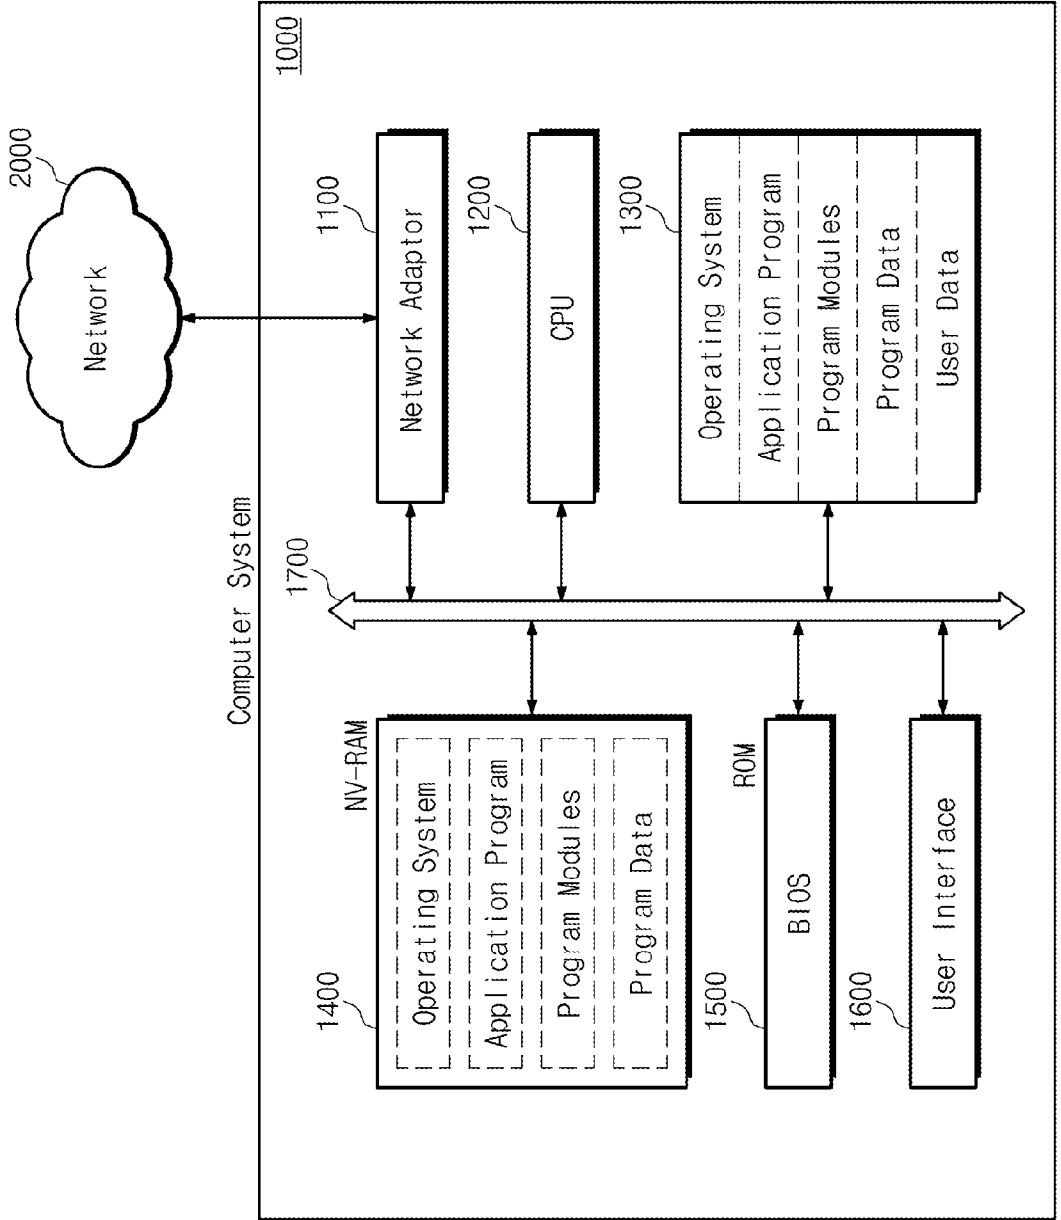 Computer System
1000
NV-RAM
1400
Operating System
Application Program
Program Modules
Program Data
ROM
1500
BIOS
1600
User Interface
1700
2000
Network
1100
Network Adaptor
1200
CPU
1300
Operating System
Application Program
Program Modules
Program Data
User Data